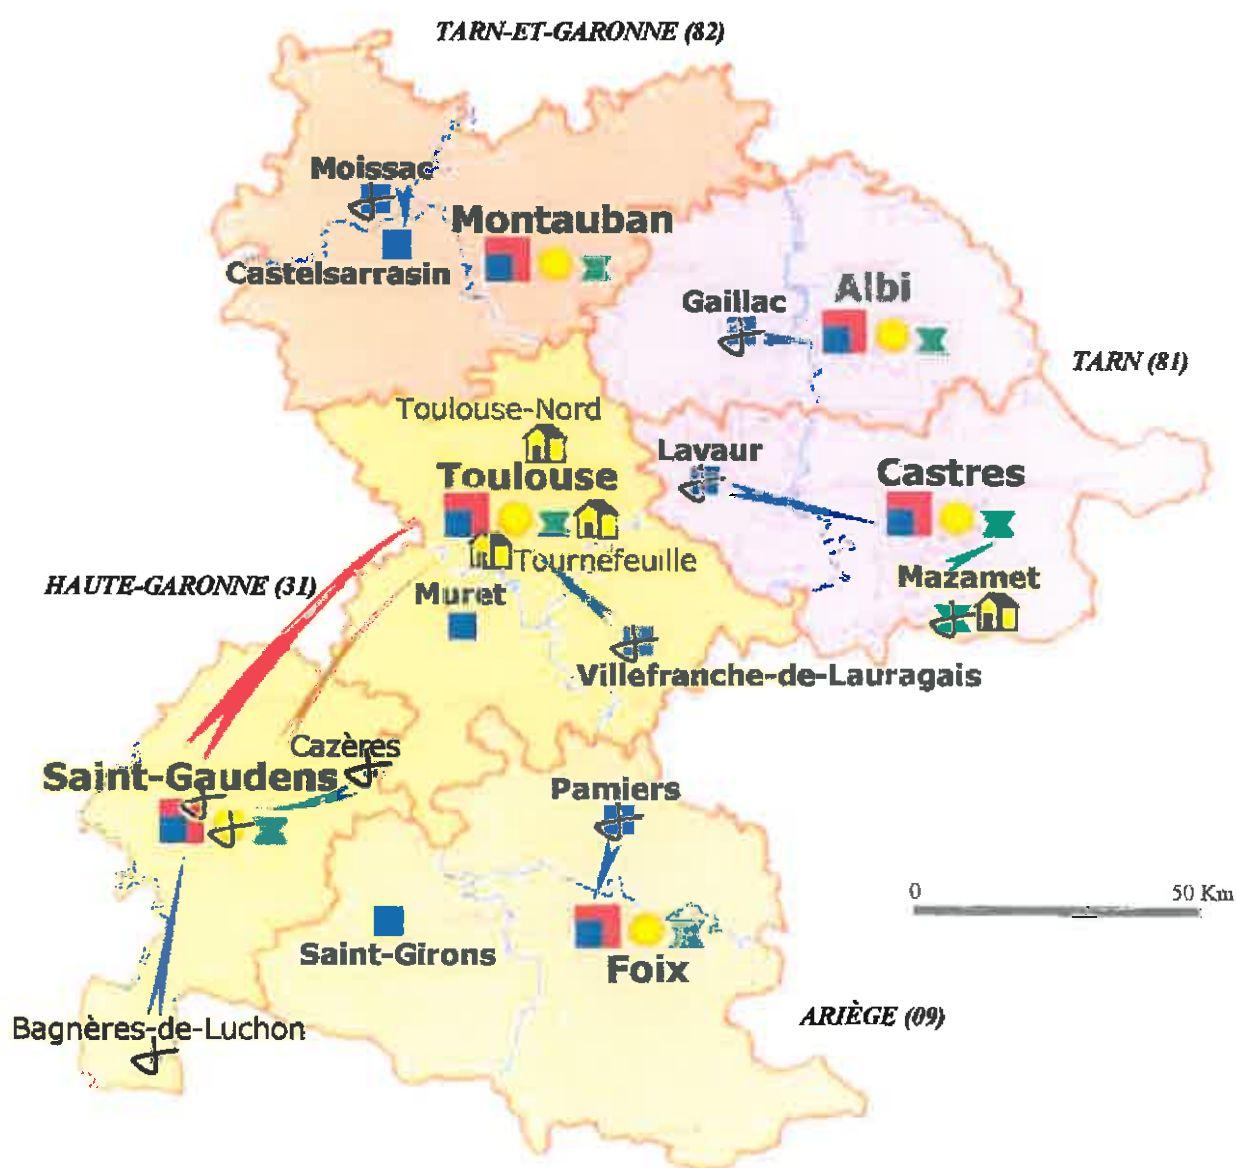 TARN-ET-GARONNE (82)
Moissac
Montauban
Castelsarrasin
Gaillac
Albi
TARN (81)
Toulouse-Nord
Lavaur
Toulouse
Castres
Tournefeuille
HAUTE-GARONNE (31)
Muret
Mazamet
Villefranche-de-Lauragais
Cazères
Saint-Gaudens
Pamiers
0
50 Km
Saint-Girons
Foix
ARIÈGE (09)
Bagnères-de-Luchon